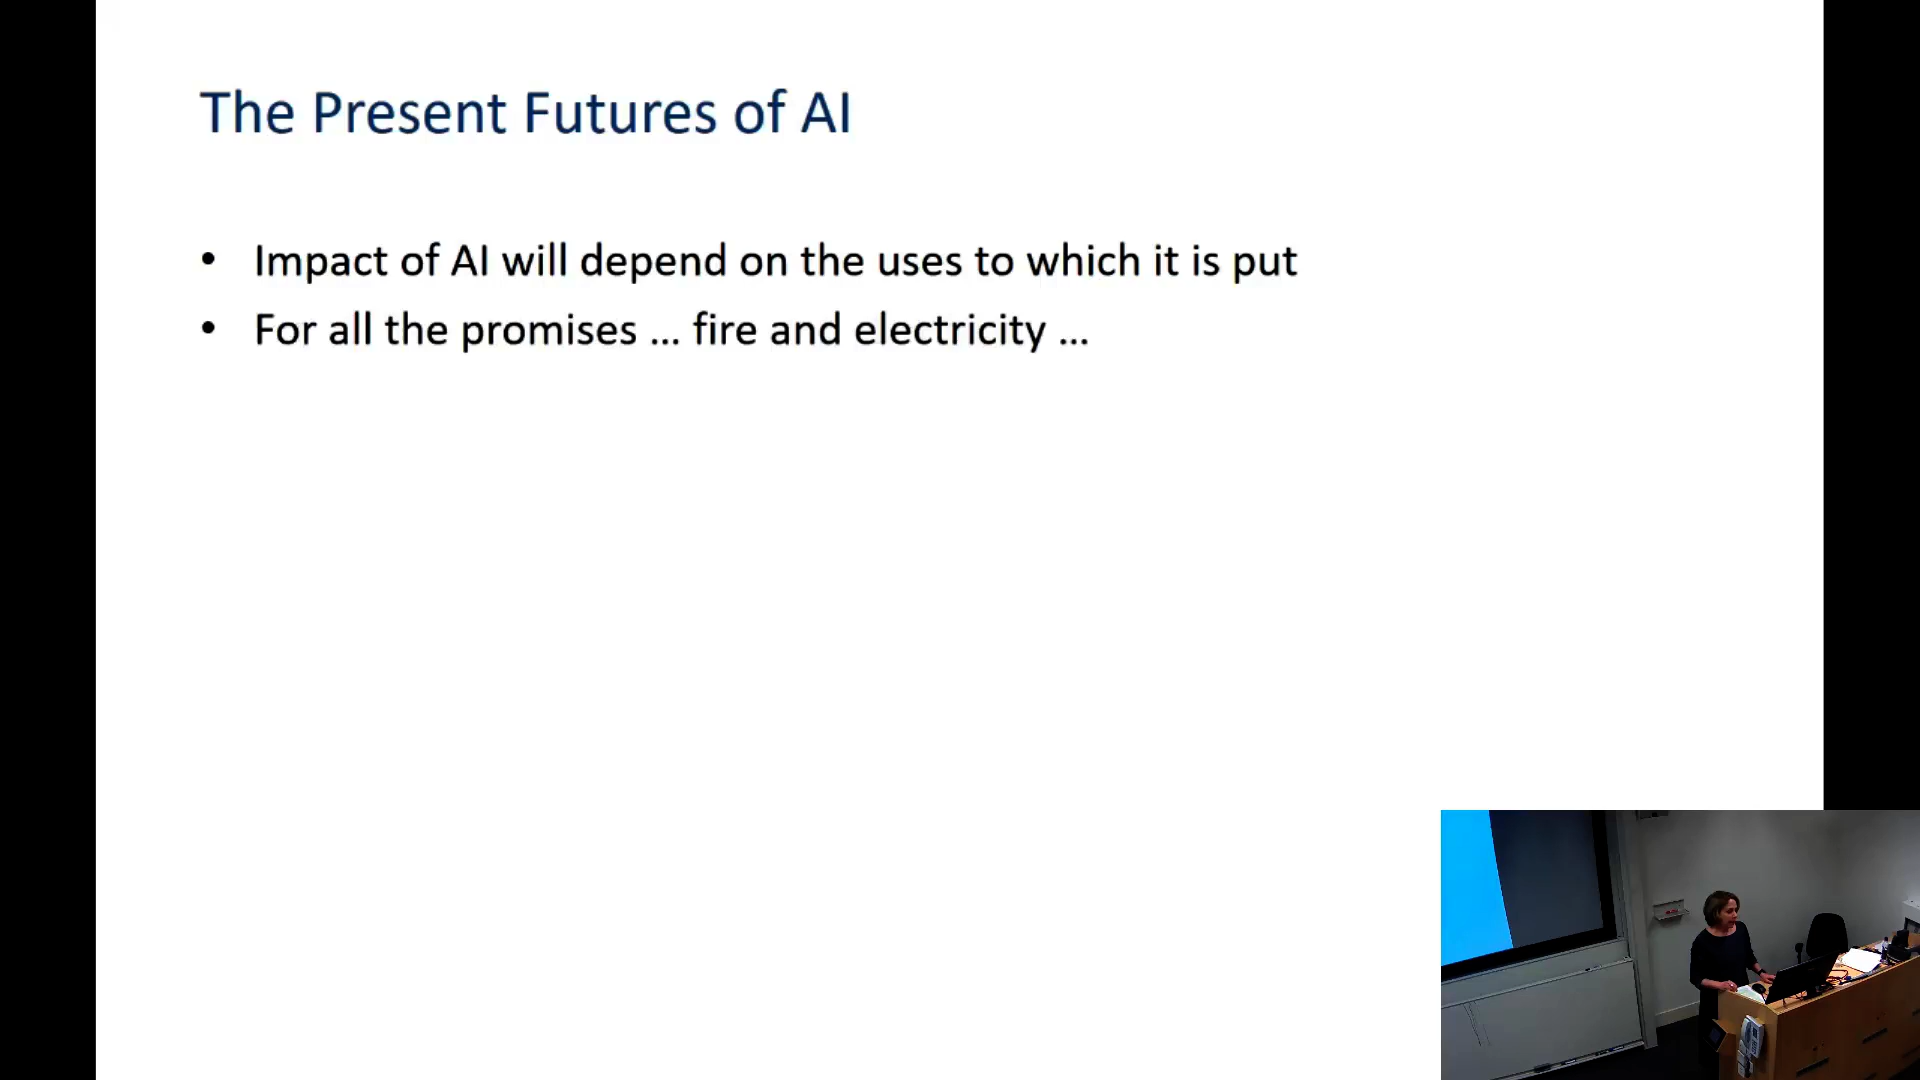 The Present Futures of AI
• Impact of AI will depend on the uses to which it is put
• For all the promises ... fire and electricity ...